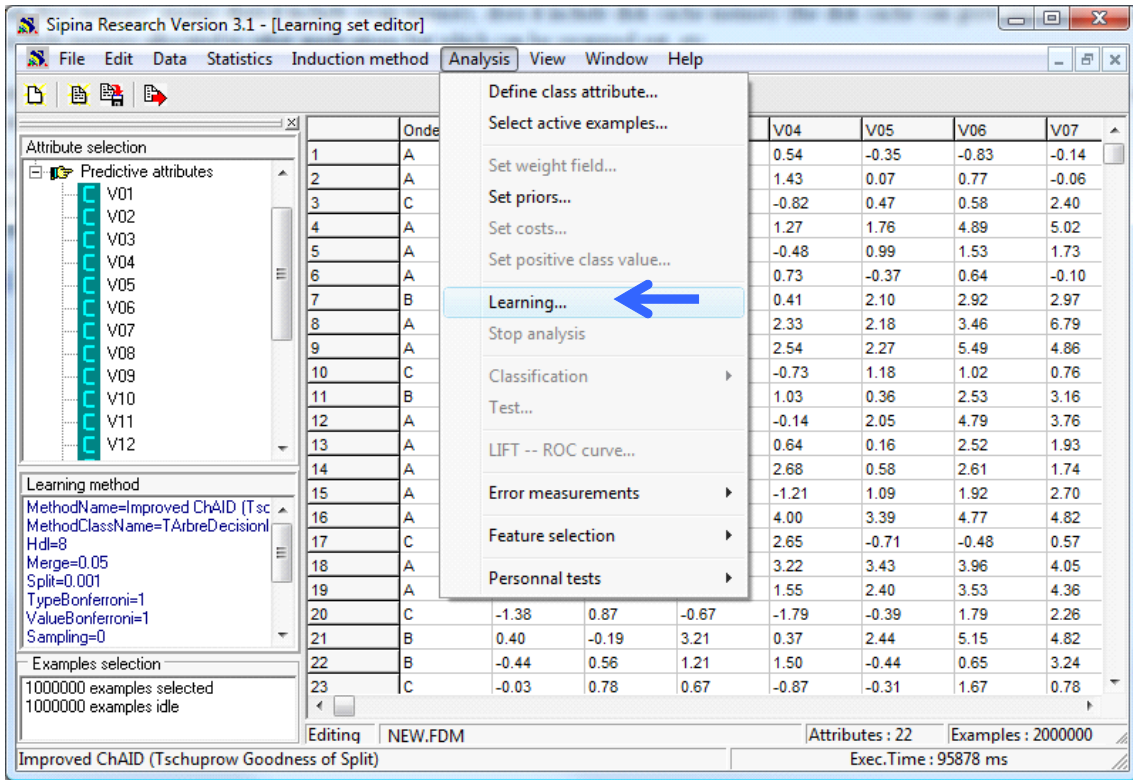 Sipina Research Version 3.1 - [Learning set editor]
File Edit Data Statistics Induction method Analysis View Window Help
Define class attribute...
Select active examples...
Set weight field...
Set priors...
Set costs...
Set positive class value...
Learning...
Stop analysis
Classification
Test...
LIFT -- ROC curve...
Error measurements
Feature selection
Personnal tests
Attribute selection
Predictive attributes
V01
V02
V03
V04
V05
V06
V07
V08
V09
V10
V11
V12
Learning method
MethodName=Improved ChAID (Tsc
MethodClassName=TArbreDecisionI
Hdl=8
Merge=0.05
Split=0.001
TypeBonferroni=1
ValueBonferroni=1
Sampling=0
Examples selection
1000000 examples selected
1000000 examples idle
Onde V04 V05 V06 V07
1 A 0.54 -0.35 -0.83 -0.14
2 A 1.43 0.07 0.77 -0.06
3 C -0.82 0.47 0.58 2.40
4 A 1.27 1.76 4.89 5.02
5 A -0.48 0.99 1.53 1.73
6 A 0.73 -0.37 0.64 -0.10
7 B 0.41 2.10 2.92 2.97
8 A 2.33 2.18 3.46 6.79
9 A 2.54 2.27 5.49 4.86
10 C -0.73 1.18 1.02 0.76
11 B 1.03 0.36 2.53 3.16
12 A -0.14 2.05 4.79 3.76
13 A 0.64 0.16 2.52 1.93
14 A 2.68 0.58 2.61 1.74
15 A -1.21 1.09 1.92 2.70
16 A 4.00 3.39 4.77 4.82
17 C 2.65 -0.71 -0.48 0.57
18 A 3.22 3.43 3.96 4.05
19 A 1.55 2.40 3.53 4.36
20 C -1.38 0.87 -0.67 -1.79 -0.39 1.79 2.26
21 B 0.40 -0.19 3.21 0.37 2.44 5.15 4.82
22 B -0.44 0.56 1.21 1.50 -0.44 0.65 3.24
23 C -0.03 0.78 0.67 -0.87 -0.31 1.67 0.78
Editing NEW.FDM Attributes : 22 Examples : 2000000
Improved ChAID (Tschuprow Goodness of Split) Exec.Time : 95878 ms